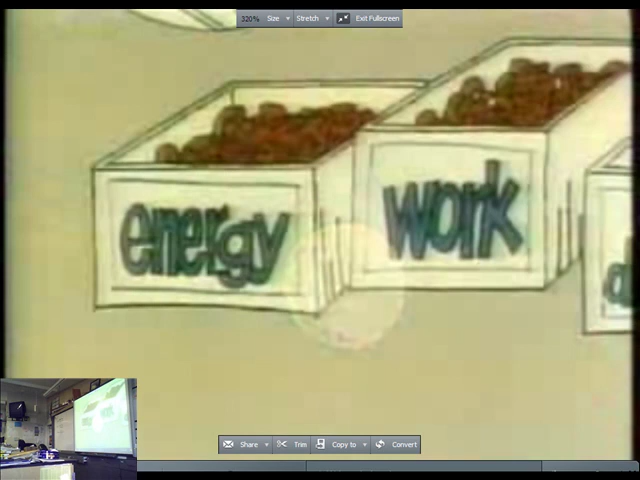 320% Size Stretch Exit Fullscreen
energy
work
Share Trim Copy to Convert